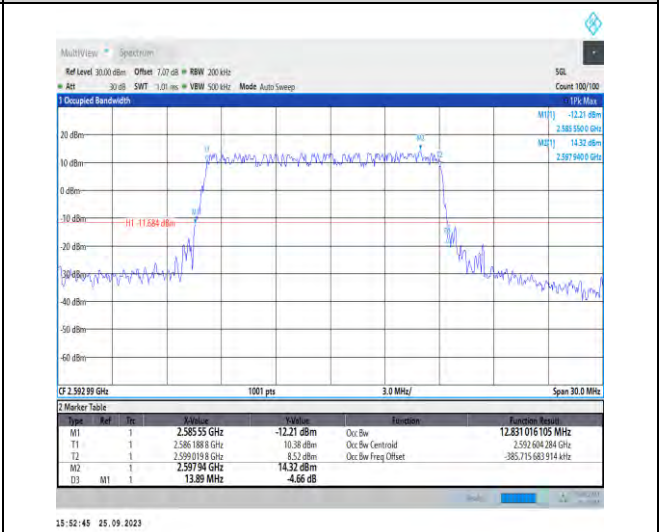 MultiView Spectrum
Ref Level 30.00 dBm Offset 7.07 dB RBW 200 kHz SGL
Att 30 dB SWT 1.01 ms VBW 500 kHz Mode Auto Sweep Count 100/100
1 Occupied Bandwidth 1Pk Max
M1[1] -12.21 dBm
2.585 550 0 GHz
M2[1] 14.32 dBm
2.597 940 0 GHz
20 dBm
10 dBm
0 dBm
-10 dBm
H1 -11.684 dBm
-20 dBm
-30 dBm
-40 dBm
-50 dBm
-60 dBm
CF 2.592 99 GHz 1001 pts 3.0 MHz/ Span 30.0 MHz
2 Marker Table
Type Ref Trc X-Value Y-Value Function Function Result
M1 1 2.585 55 GHz -12.21 dBm Occ Bw 12.831 016 105 MHz
T1 1 2.586 188 8 GHz 10.38 dBm Occ Bw Centroid 2.592 604 284 GHz
T2 1 2.599 019 8 GHz 8.52 dBm Occ Bw Freq Offset -385.715 683 914 kHz
M2 1 2.597 94 GHz 14.32 dBm
D3 M1 1 13.89 MHz -4.66 dB
15:52:45 25.09.2023